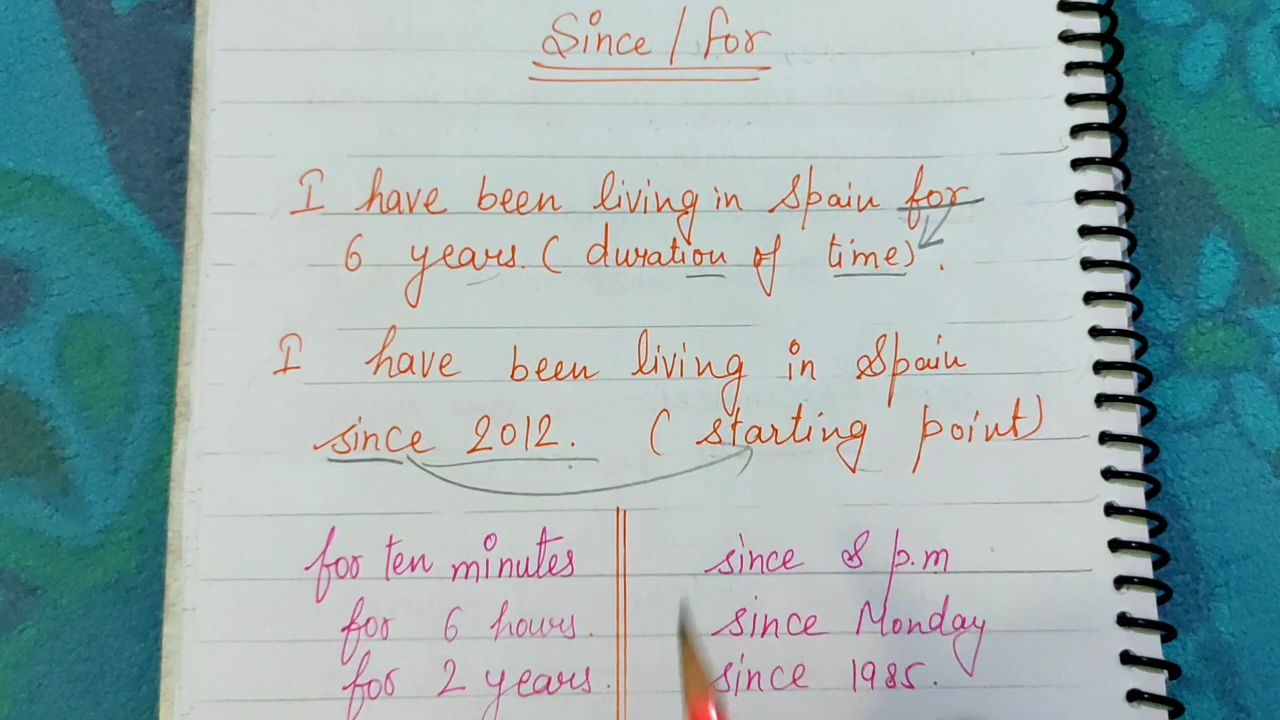 Since / for
I have been living in Spain for
6 years. ( duration of time) .
I have been living in Spain
since 2012. ( starting point)
for ten minutes
for 6 hours.
for 2 years.
since 8 p.m
since Monday
since 1985.